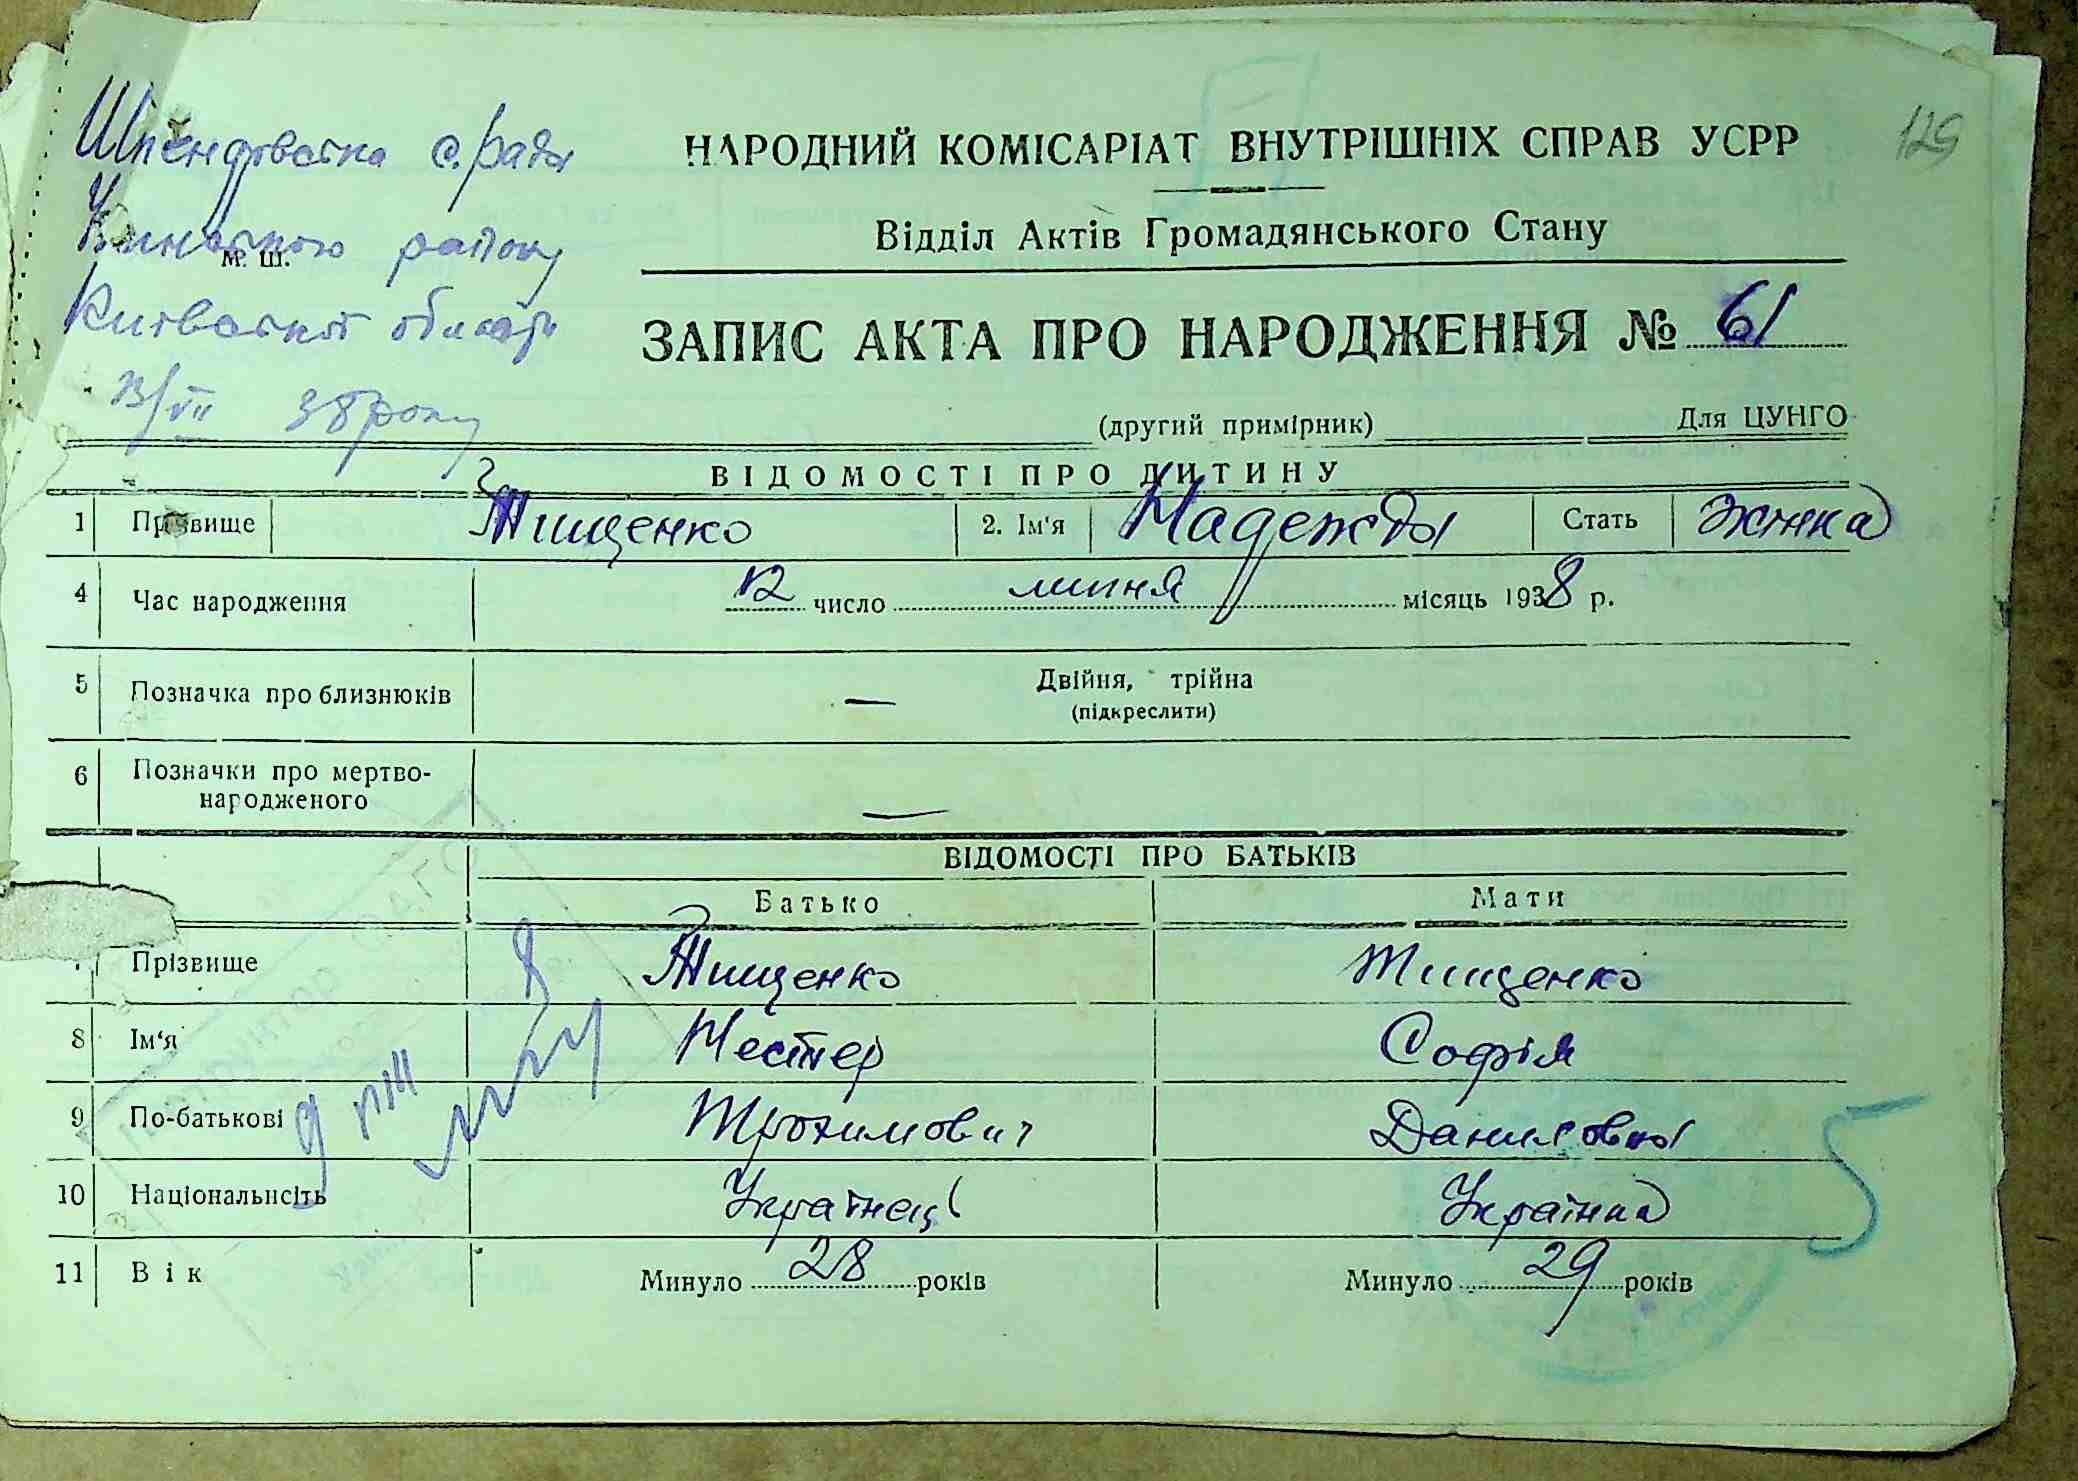 Шпендовська с.рада
129
НАРОДНИЙ КОМІСАРІАТ ВНУТРІШНІХ СПРАВ УСРР
району
м. ш.
Відділ Актів Громадянського Стану
Київської області
ЗАПИС АКТА ПРО НАРОДЖЕННЯ № 61
13/VII 38 року
(другий примірник) Для ЦУНГО
ВІДОМОСТІ ПРО ДИТИНУ
1 Прізвище Тищенко 2. Ім'я Надежды Стать Жінка
4 Час народження 12 число липня місяць 1938 р.
5 Позначка про близнюків — Двійня, трійна
(підкреслити)
6 Позначки про мертво-
народженого —
ВІДОМОСТІ ПРО БАТЬКІВ
Батько Мати
Прізвище Тищенко Тищенко
8 Ім'я Нестер Софія
9 По-батькові Трохимович Даниловна
10 Національність Українець Українка
5
11 Вік Минуло 28 років Минуло 29 років